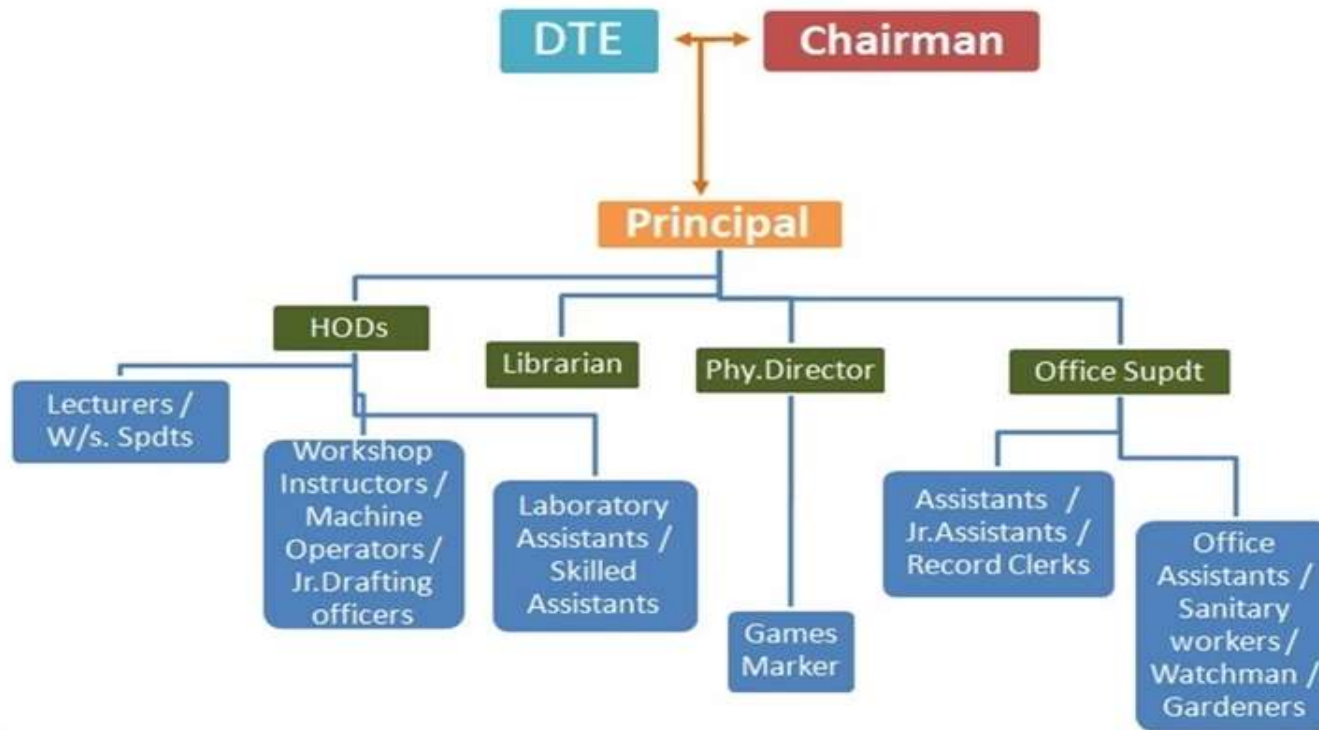 DTE
Chairman
Principal
HODs
Librarian
Phy.Director
Office Supdt
Lecturers /
W/s. Spdts
Workshop
Instructors /
Machine
Operators /
Jr.Drafting
officers
Laboratory
Assistants /
Skilled
Assistants
Games
Marker
Assistants /
Jr.Assistants /
Record Clerks
Office
Assistants /
Sanitary
workers /
Watchman /
Gardeners